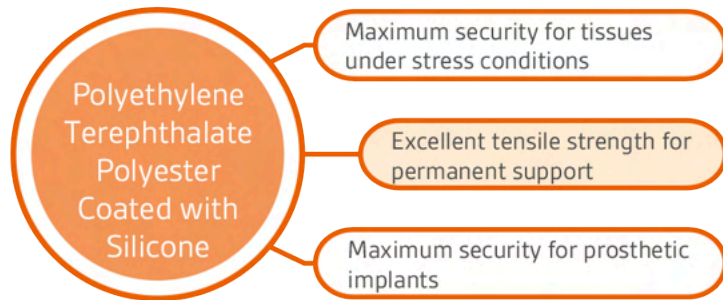 Polyethylene
Terephthalate
Polyester
Coated with
Silicone
Maximum security for tissues
under stress conditions
Excellent tensile strength for
permanent support
Maximum security for prosthetic
implants